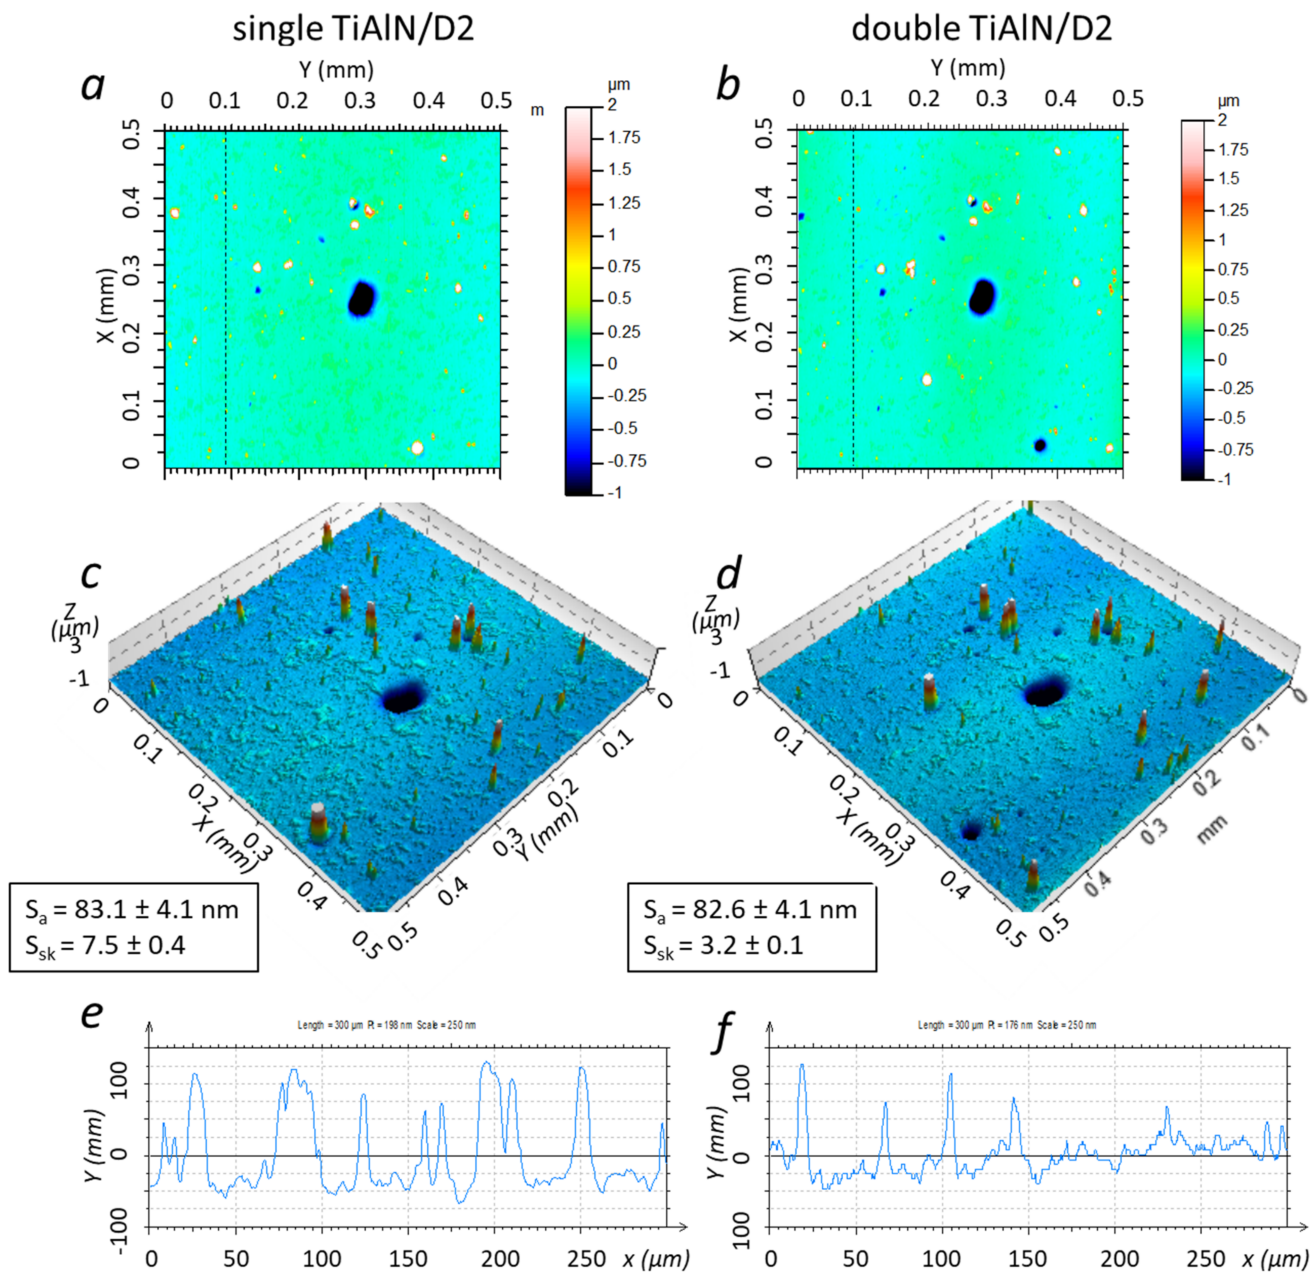 single TiAlN/D2
double TiAlN/D2
a
Y (mm)
0 0.1 0.2 0.3 0.4 0.5
m
µm
X (mm)
0.5
0.4
0.3
0.2
0.1
0
2
1.75
1.5
1.25
1
0.75
0.5
0.25
0
-0.25
-0.5
-0.75
-1
b
Y (mm)
0 0.1 0.2 0.3 0.4 0.5
µm
X (mm)
0.5
0.4
0.3
0.2
0.1
0
2
1.75
1.5
1.25
1
0.75
0.5
0.25
0
-0.25
-0.5
-0.75
-1
c
Z
(µm)
3
-1
0
0.1
0.2
0.3
0.4
0.5
X (mm)
0
0.1
0.2
0.3
0.4
0.5
Y (mm)
Sa = 83.1 ± 4.1 nm
Ssk = 7.5 ± 0.4
d
Z
(µm)
3
-1
0
0.1
0.2
0.3
0.4
0.5
X (mm)
0
0.1
0.2
0.3
0.4
0.5
mm
Sa = 82.6 ± 4.1 nm
Ssk = 3.2 ± 0.1
e
Length = 300 µm Pt = 198 nm Scale = 250 nm
Y (mm)
100
0
-100
0 50 100 150 200 250 x (µm)
f
Length = 300 µm Pt = 176 nm Scale = 250 nm
Y (mm)
100
0
100
0 50 100 150 200 250 x (µm)